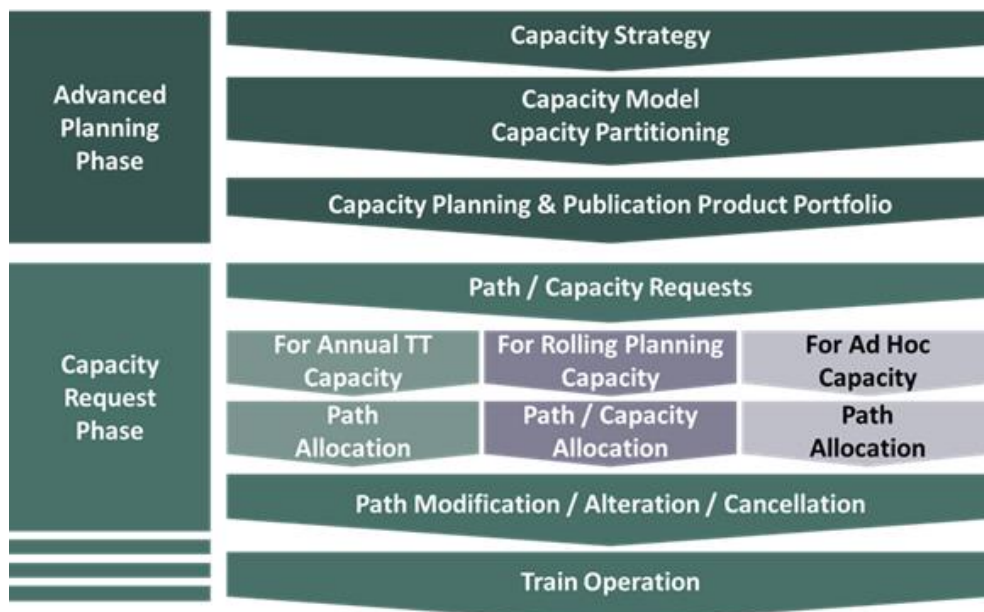 Advanced
Planning
Phase
Capacity Strategy
Capacity Model
Capacity Partitioning
Capacity Planning & Publication Product Portfolio
Capacity
Request
Phase
Path / Capacity Requests
For Annual TT
Capacity
For Rolling Planning
Capacity
For Ad Hoc
Capacity
Path
Allocation
Path / Capacity
Allocation
Path
Allocation
Path Modification / Alteration / Cancellation
Train Operation